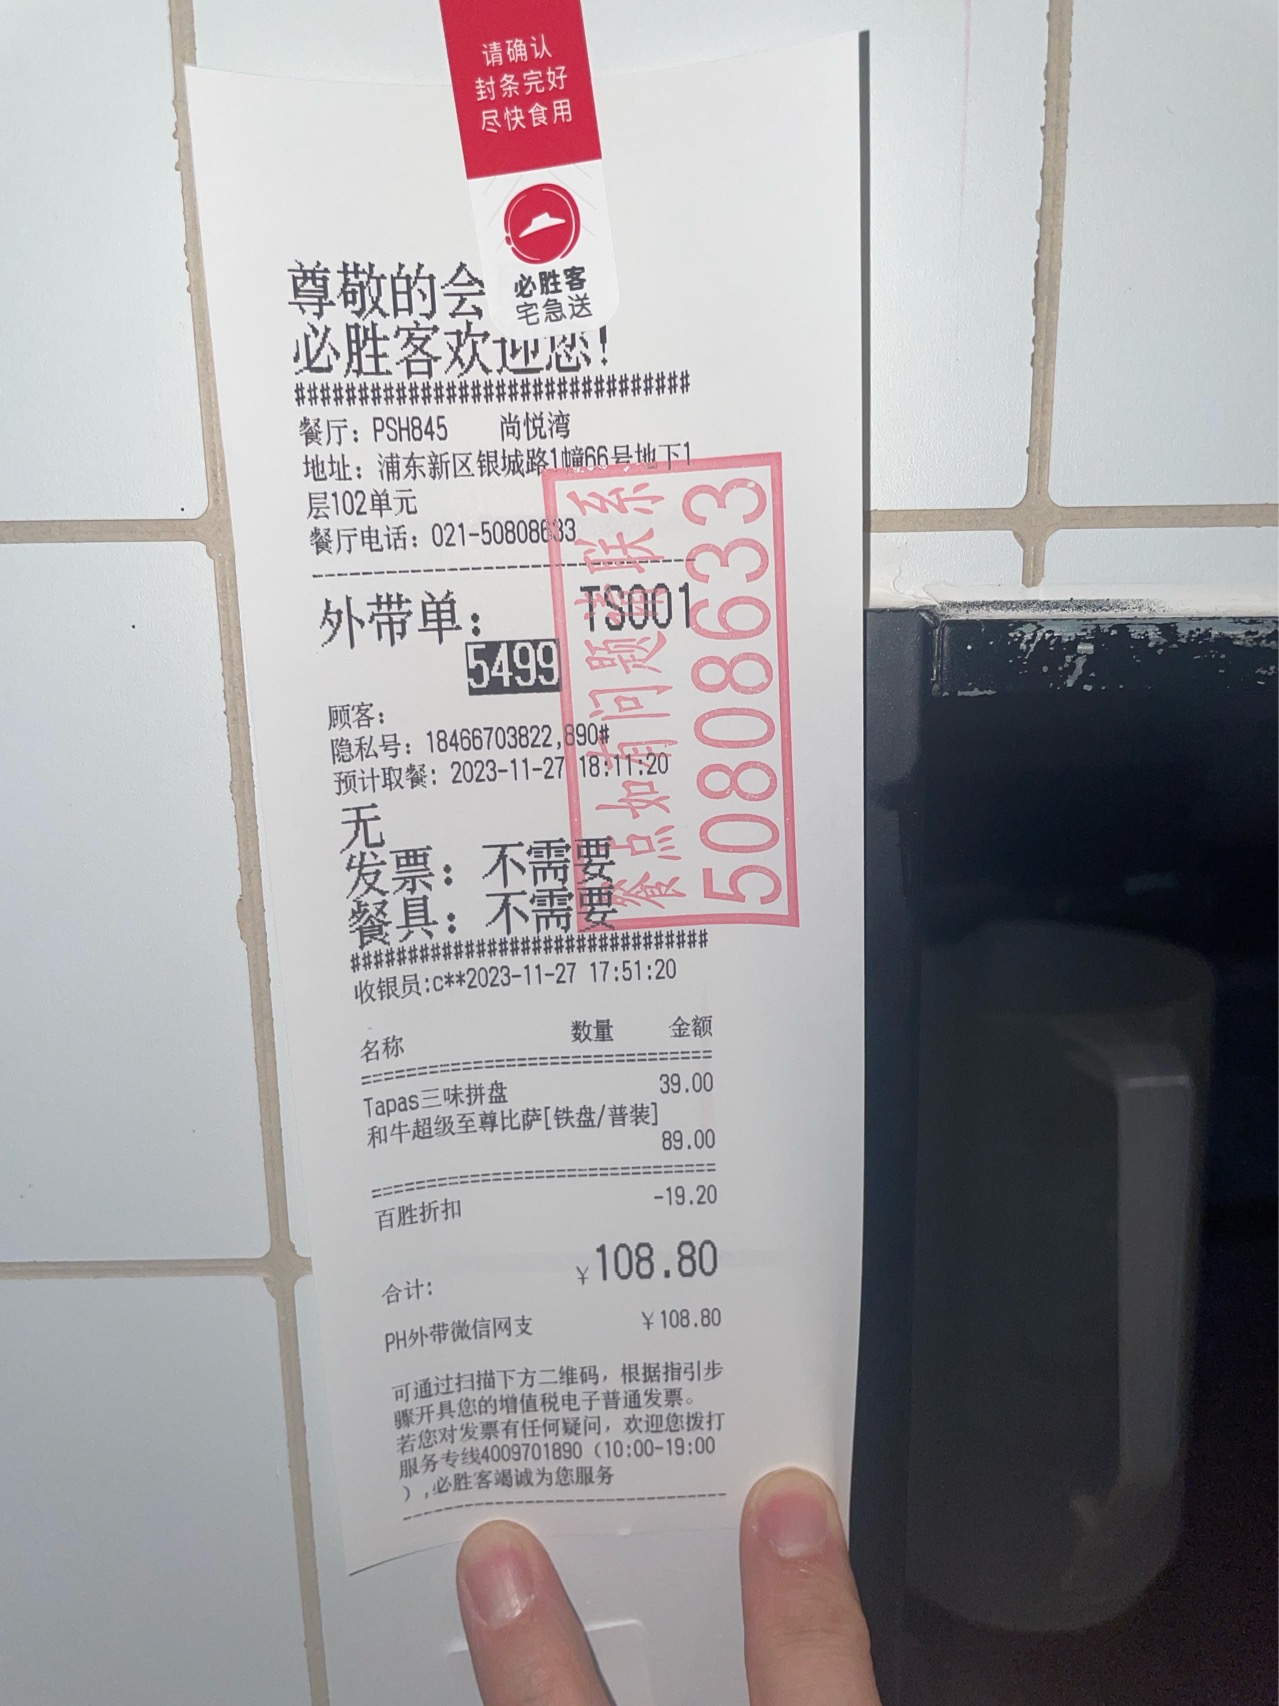 请确认
封条完好
尽快食用
必胜客
宅急送
尊敬的会
必胜客欢迎您!
################################
餐厅: PSH845 尚悦湾
地址: 浦东新区银城路1幢66号地下1
层102单元
餐厅电话: 021-50808633
外带单: TS001
5499
顾客:
隐私号: 18466703822,890#
预计取餐: 2023-11-27 18:11:20
无
发票: 不需要
餐具: 不需要
################################
收银员:c**2023-11-27 17:51:20
餐点如有问题请联系
50808633
名称 数量 金额
================================
Tapas三味拼盘 39.00
和牛超级至尊比萨[铁盘/普装]
89.00
================================
百胜折扣 -19.20
合计: ¥108.80
PH外带微信网支 ¥108.80
可通过扫描下方二维码, 根据指引步
骤开具您的增值税电子普通发票。
若您对发票有任何疑问, 欢迎您拨打
服务专线4009701890 (10:00-19:00
) ,必胜客竭诚为您服务